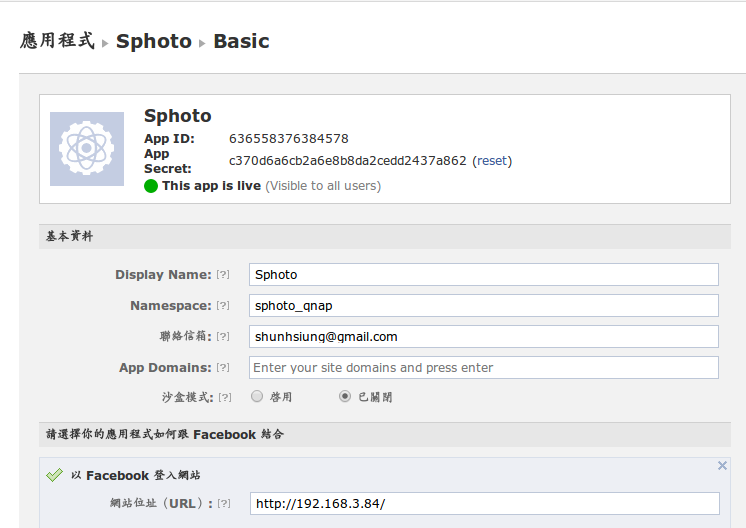 應用程式 ▸ Sphoto ▸ Basic
Sphoto
App ID: 636558376384578
App Secret: c370d6a6cb2a6e8b8da2cedd2437a862 (reset)
This app is live (Visible to all users)
基本資料
Display Name: [?] Sphoto
Namespace: [?] sphoto_qnap
聯絡信箱: [?] shunhsiung@gmail.com
App Domains: [?] Enter your site domains and press enter
沙盒模式: [?] 啓用 已關閉
請選擇你的應用程式如何跟 Facebook 結合
以 Facebook 登入網站
網站位址（URL）: [?] http://192.168.3.84/